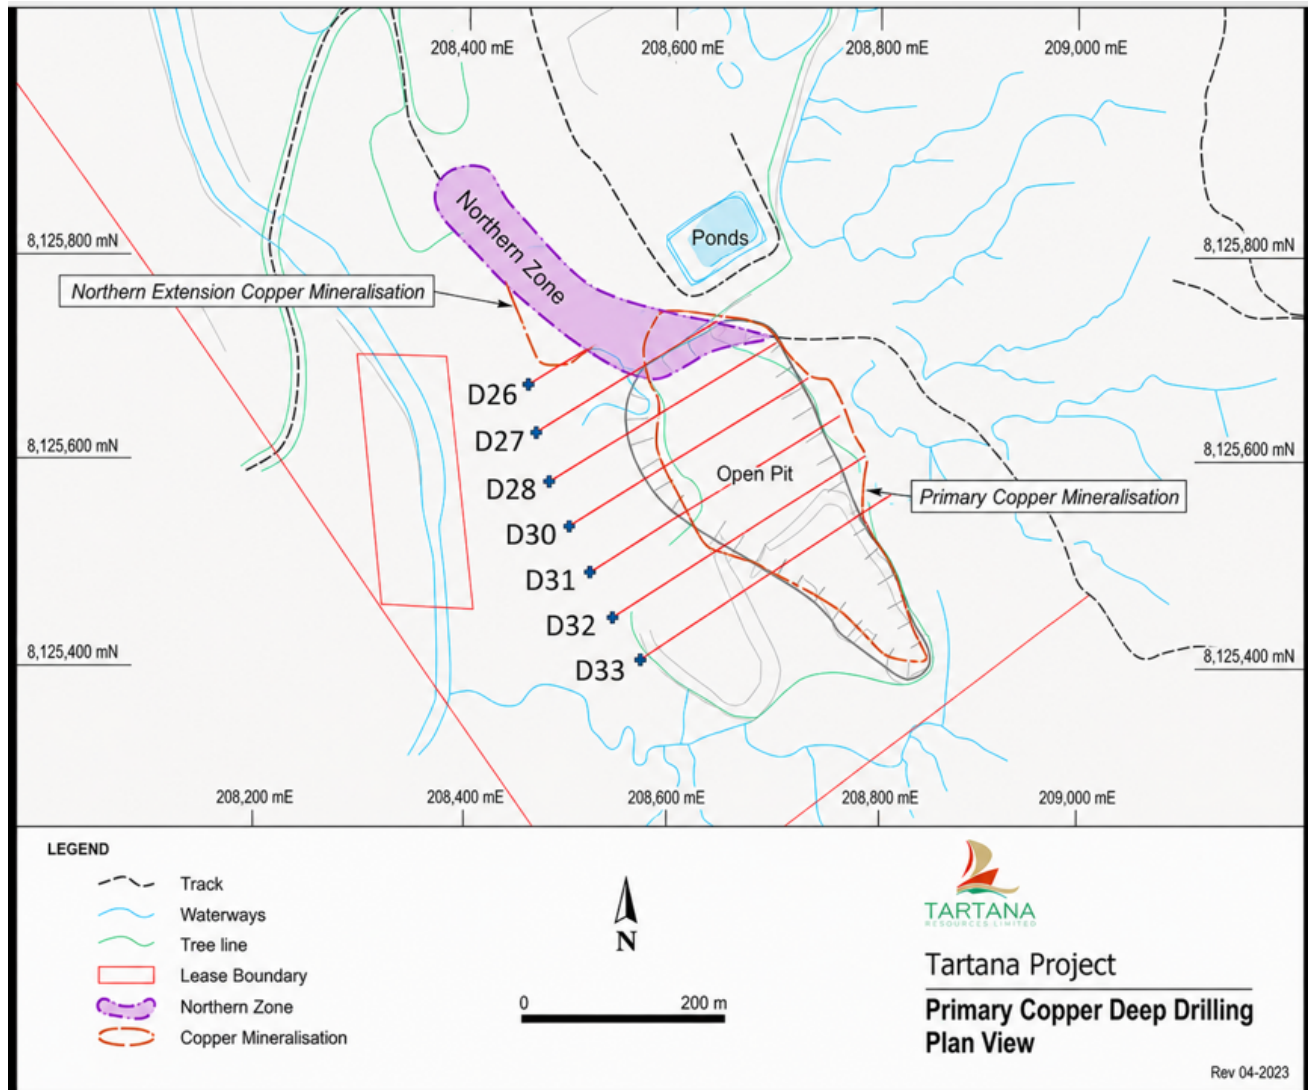 208,400 mE
208,600 mE
208,800 mE
209,000 mE
Northern Zone
Ponds
8,125,800 mN
8,125,800 mN
Northern Extension Copper Mineralisation
D26
D27
8,125,600 mN
8,125,600 mN
Open Pit
D28
Primary Copper Mineralisation
D30
D31
D32
8,125,400 mN
8,125,400 mN
D33
208,200 mE
208,400 mE
208,600 mE
208,800 mE
209,000 mE
LEGEND
Track
Waterways
Tree line
Lease Boundary
Northern Zone
Copper Mineralisation
N
0 200 m
TARTANA
RESOURCES LIMITED
Tartana Project
Primary Copper Deep Drilling
Plan View
Rev 04-2023